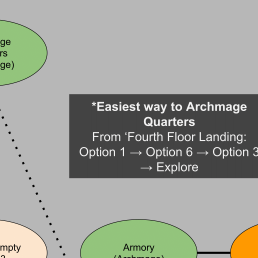 ge
rs
ge)
*Easiest way to Archmage
Quarters
From 'Fourth Floor Landing:
Option 1 → Option 6 → Option 3
→ Explore
mpty
Armory